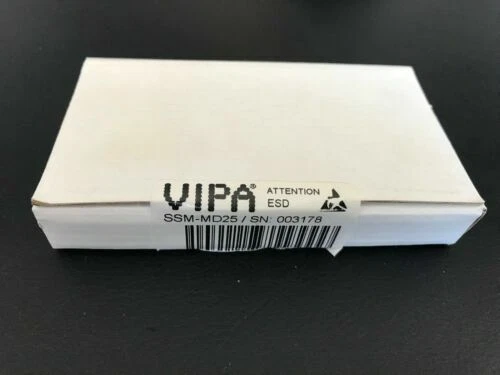 VIPA® ATTENTION
ESD
SSM-MD25 / SN: 003178